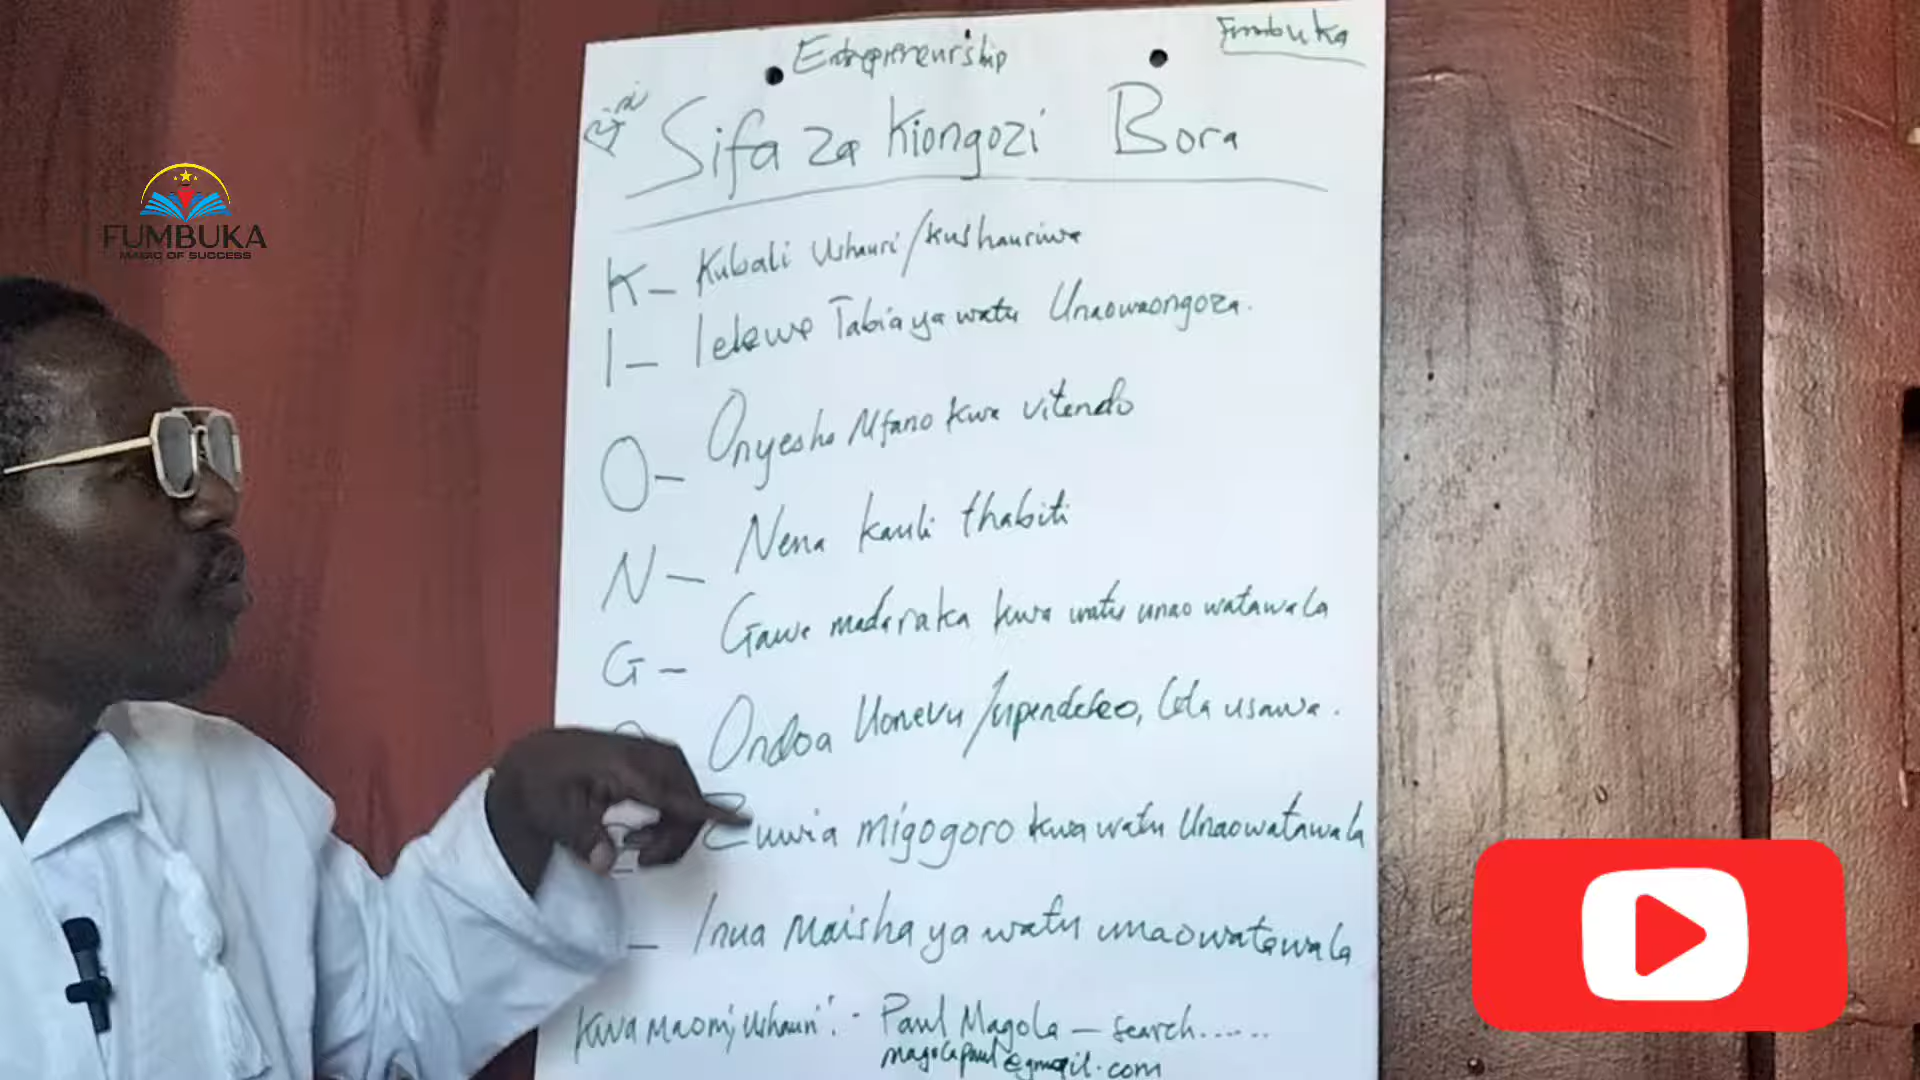 Entrepreneurship
Fumbuka
Sifa za Kiongozi Bora
FUMBUKA
MAGIC OF SUCCESS
K - Kubali Ushauri/kushauriwa
I - Ielewe Tabia ya watu Unaowaongoza.
O - Onyesha Mfano kwa vitendo
N - Nena kauli thabiti
G - Gawa madaraka kwa watu unao watawala
Ondoa Uonevu/upendeleo, leta usawa.
Zuwia migogoro kwa watu Unaowatawala
- Inua Maisha ya watu unaowatawala
Kwa Maoni, Ushauri: - Paul Magola - search......
magolapaul@gmail.com